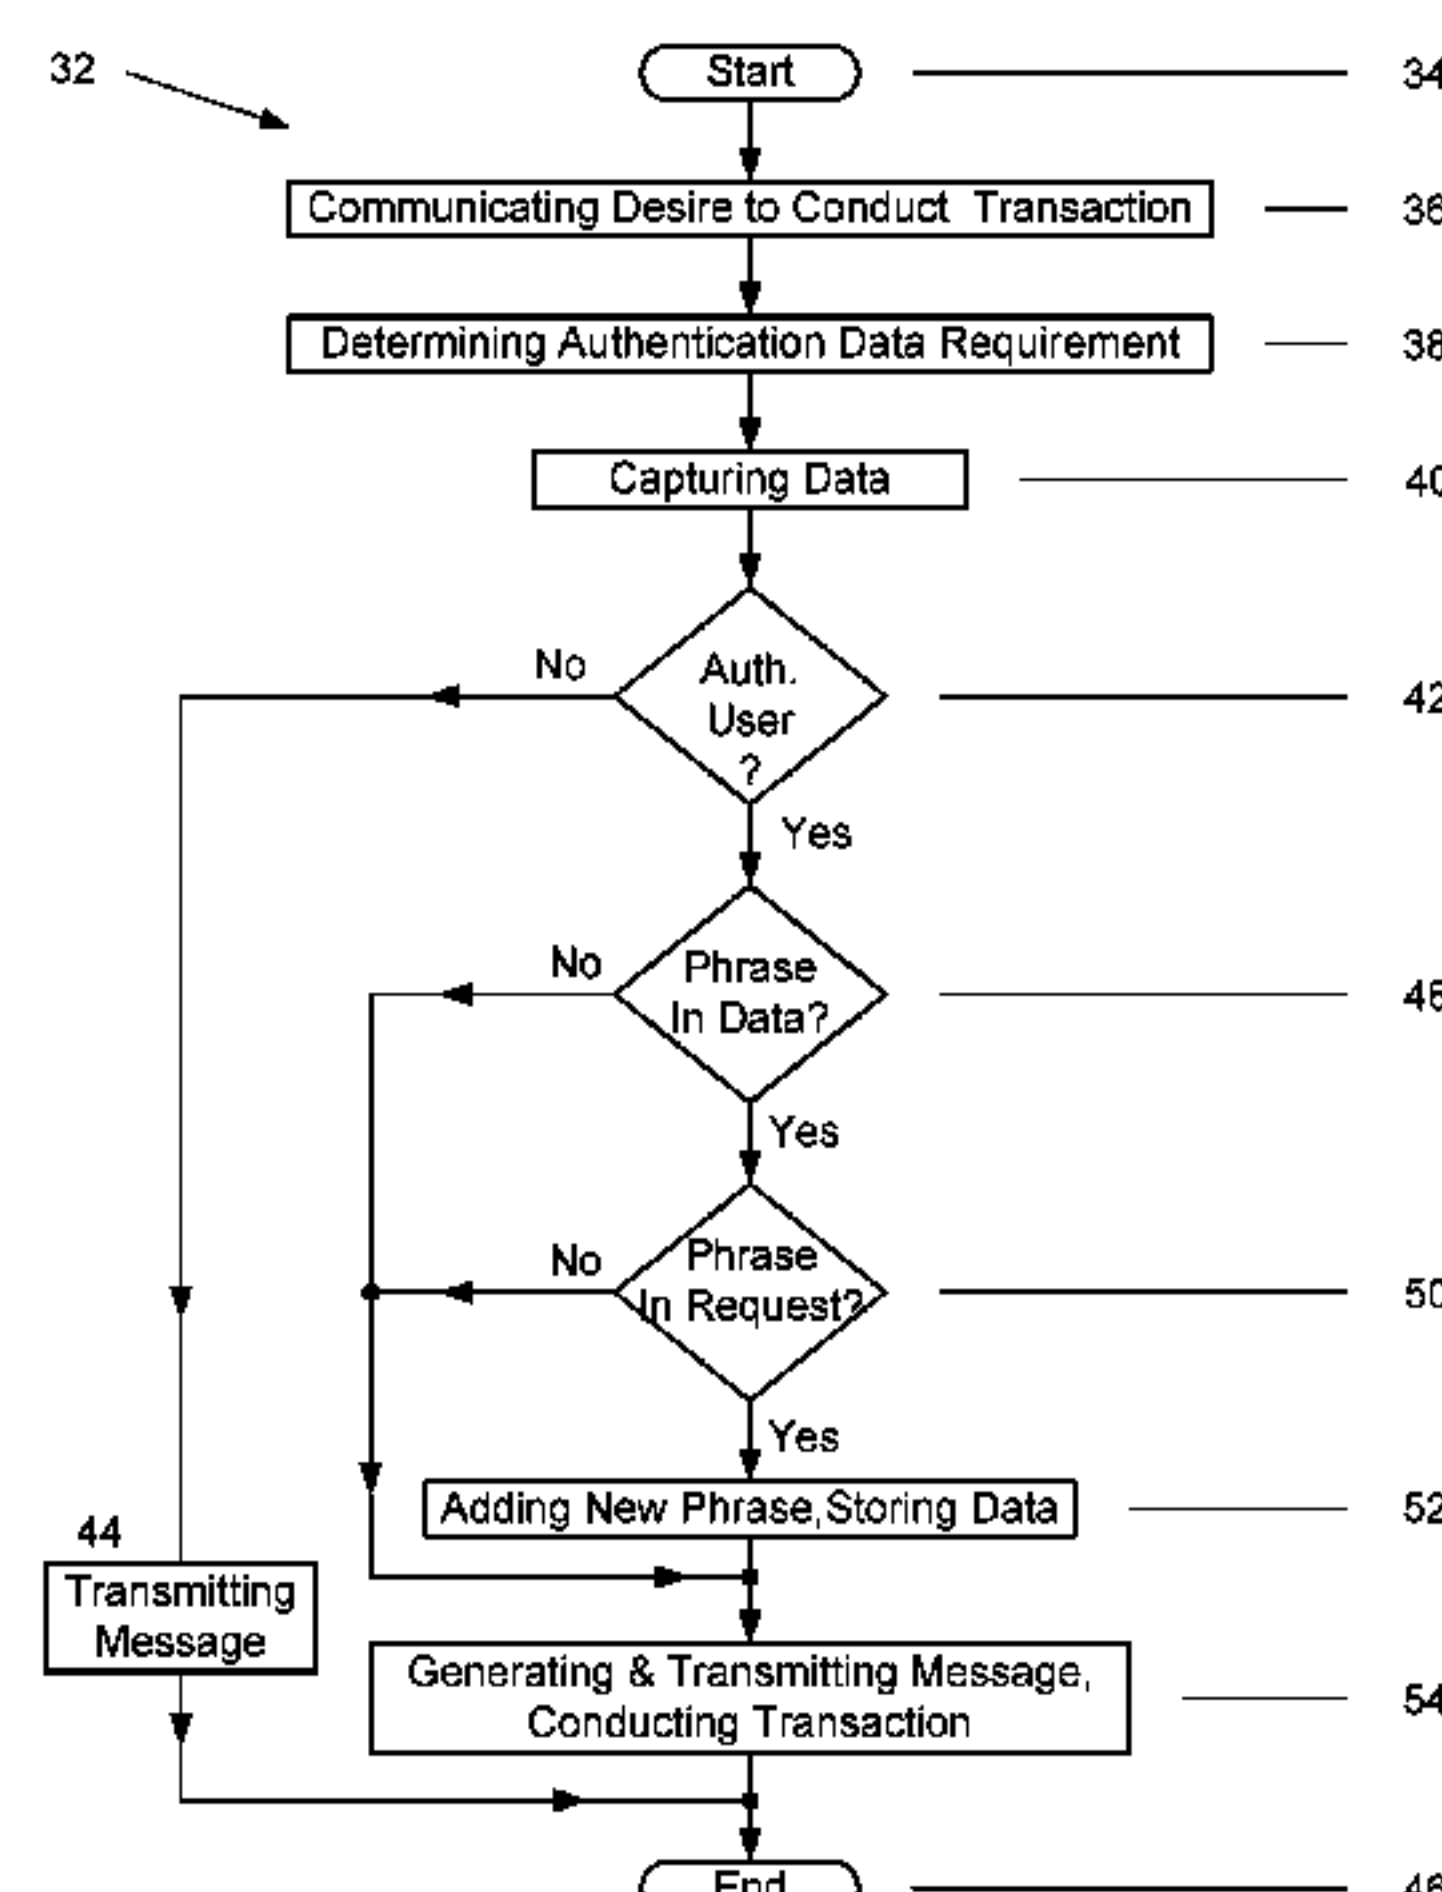 32
Start
34
Communicating Desire to Conduct Transaction
36
Determining Authentication Data Requirement
38
Capturing Data
40
No
Auth.
User
?
42
Yes
No
Phrase
In Data?
Yes
No
Phrase
In Request?
50
Yes
Adding New Phrase,Storing Data
52
44
Transmitting
Message
Generating & Transmitting Message,
Conducting Transaction
54
End